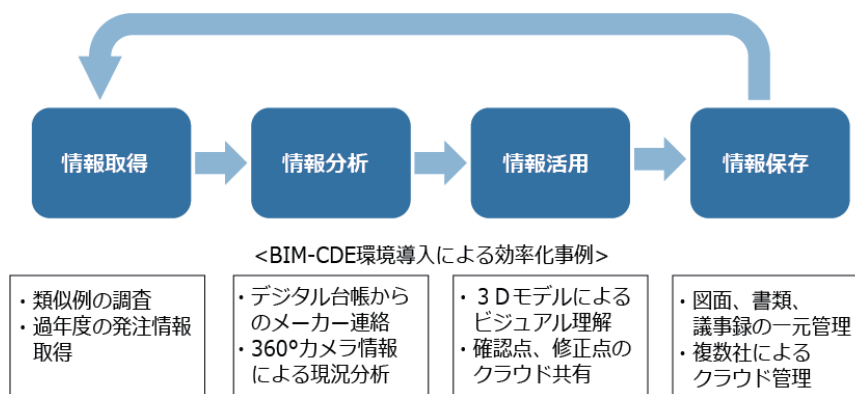 情報取得
情報分析
情報活用
情報保存
<BIM-CDE環境導入による効率化事例>
・類似例の調査
・過年度の発注情報
取得
・デジタル台帳から
のメーカー連絡
・360°カメラ情報
による現況分析
・３Ｄモデルによる
ビジュアル理解
・確認点、修正点の
クラウド共有
・図面、書類、
議事録の一元管理
・複数社による
クラウド管理